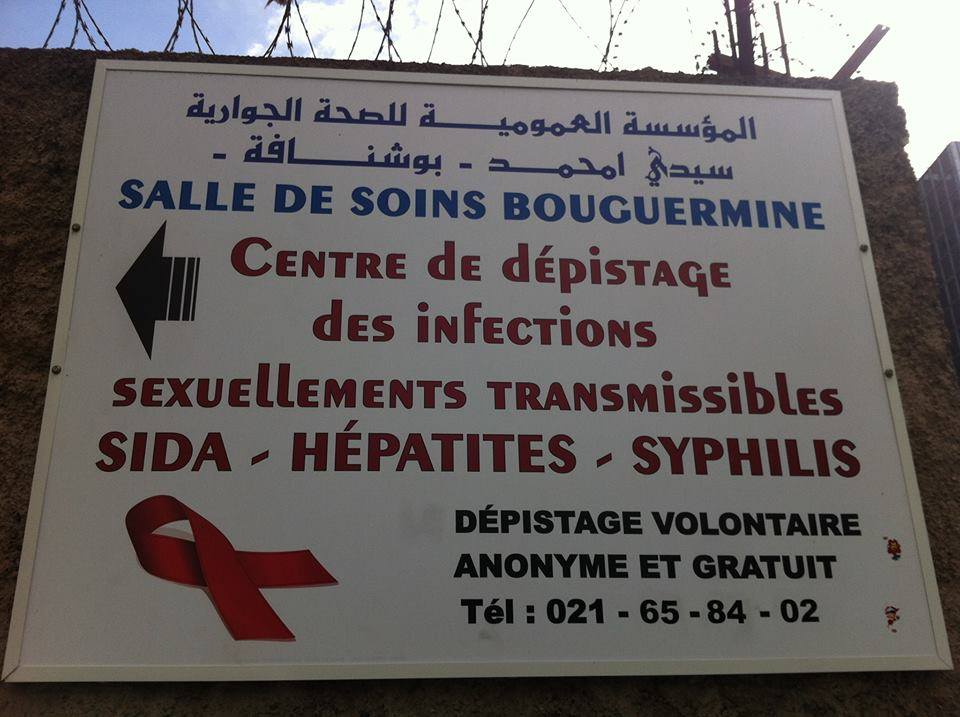 المؤسسة العمومية للصحة الجوارية
سيدي امحمد - بوشنافة -
SALLE DE SOINS BOUGUERMINE
CENTRE DE DÉPISTAGE
DES INFECTIONS
SEXUELLEMENTS TRANSMISSIBLES
SIDA - HÉPATITES - SYPHILIS
DÉPISTAGE VOLONTAIRE
ANONYME ET GRATUIT
Tél : 021 - 65 - 84 - 02